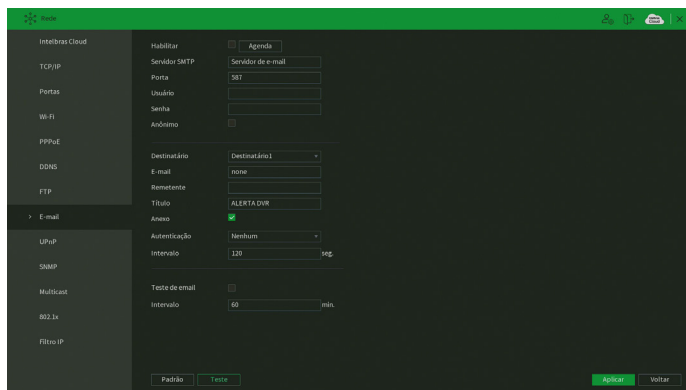 Rede
Intelbras Cloud
TCP/IP
Portas
Wi-Fi
PPPoE
DDNS
FTP
> E-mail
UPnP
SNMP
Multicast
802.1x
Filtro IP
Habilitar Agenda
Servidor SMTP Servidor de e-mail
Porta 587
Usuário
Senha
Anônimo
Destinatário Destinatário1
E-mail none
Remetente
Título ALERTA DVR
Anexo
Autenticação Nenhum
Intervalo 120 seg.
Teste de email
Intervalo 60 min.
Padrão Teste Aplicar Voltar